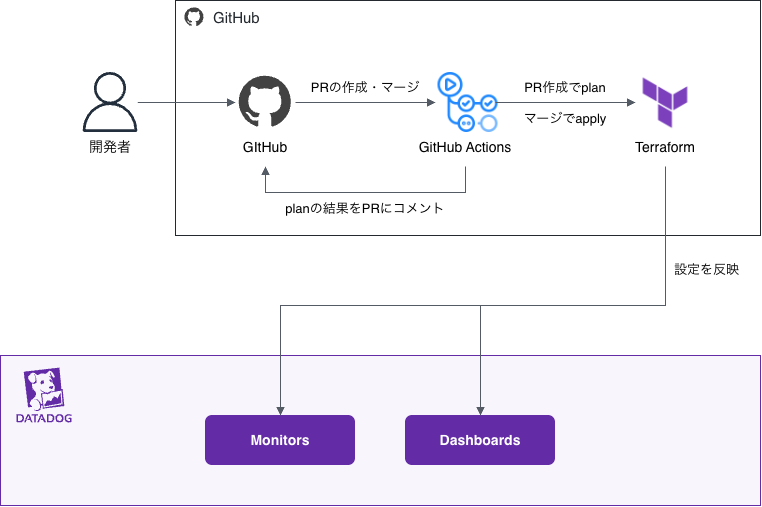 GitHub
PRの作成・マージ
PR作成でplan
マージでapply
開発者
GItHub
GitHub Actions
Terraform
planの結果をPRにコメント
設定を反映
DATADOG
Monitors
Dashboards